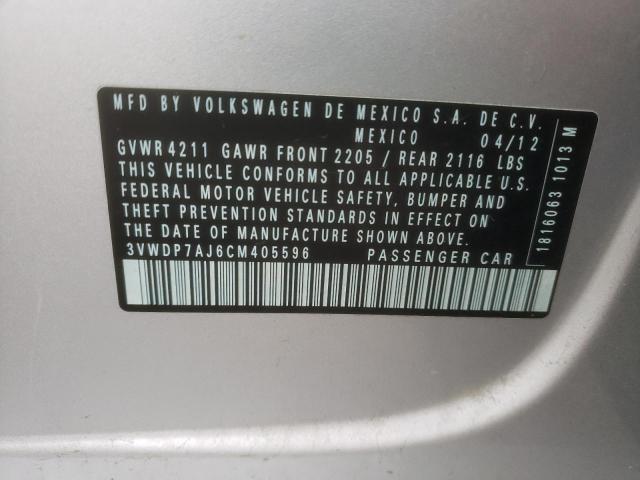 MFD BY VOLKSWAGEN DE MEXICO S.A. DE C.V.
MEXICO 04/12
GVWR 4211 GAWR FRONT 2205 / REAR 2116 LBS
THIS VEHICLE CONFORMS TO ALL APPLICABLE U.S.
FEDERAL MOTOR VEHICLE SAFETY, BUMPER AND
THEFT PREVENTION STANDARDS IN EFFECT ON
THE DATE OF MANUFACTURE SHOWN ABOVE.
3VWDP7AJ6CM405596 PASSENGER CAR
1816063 1013 M